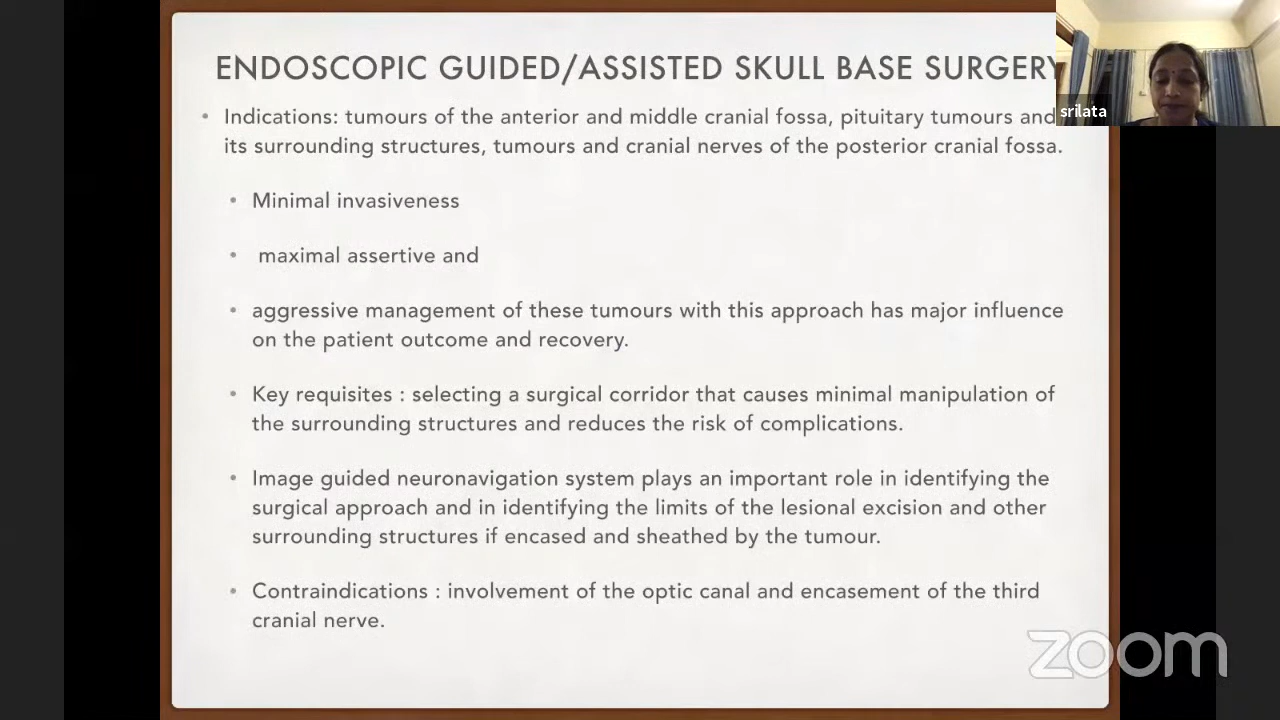 ENDOSCOPIC GUIDED/ASSISTED SKULL BASE SURGERY
• Indications: tumours of the anterior and middle cranial fossa, pituitary tumours and
its surrounding structures, tumours and cranial nerves of the posterior cranial fossa.
• Minimal invasiveness
• maximal assertive and
• aggressive management of these tumours with this approach has major influence
on the patient outcome and recovery.
• Key requisites : selecting a surgical corridor that causes minimal manipulation of
the surrounding structures and reduces the risk of complications.
• Image guided neuronavigation system plays an important role in identifying the
surgical approach and in identifying the limits of the lesional excision and other
surrounding structures if encased and sheathed by the tumour.
• Contraindications : involvement of the optic canal and encasement of the third
cranial nerve.
srilata
zoom